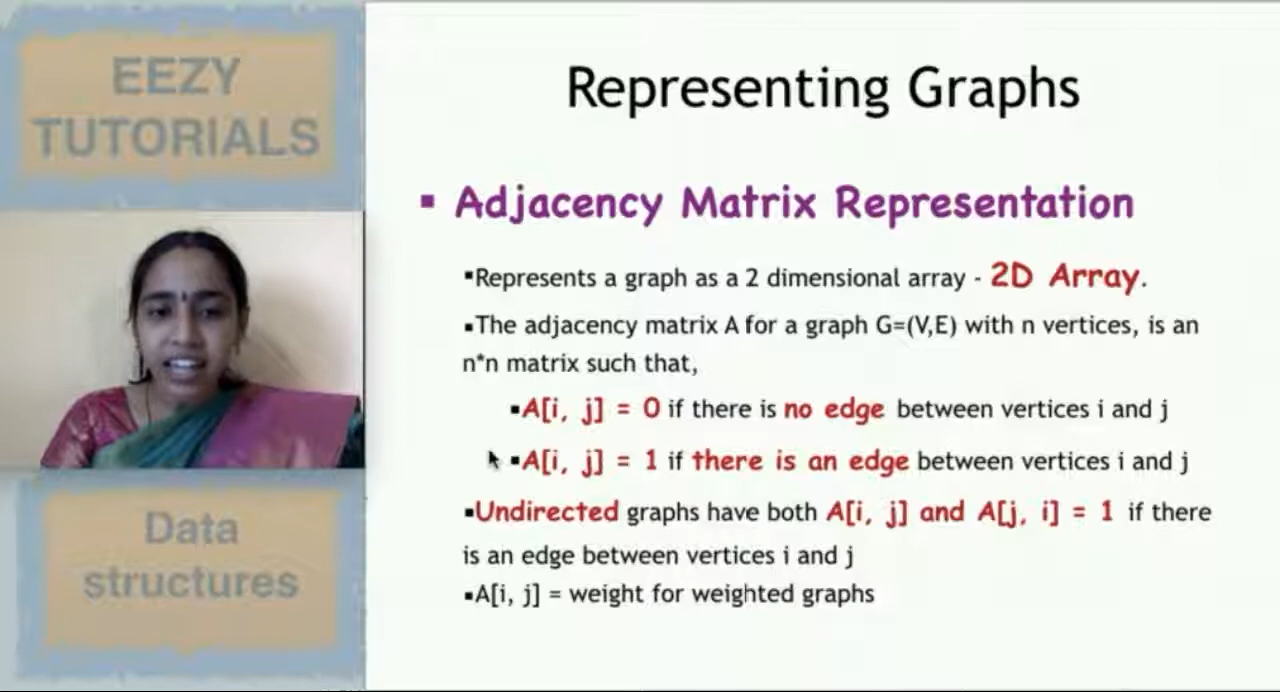 EEZY
TUTORIALS
Data
structures
Representing Graphs
▪ Adjacency Matrix Representation
▪Represents a graph as a 2 dimensional array - 2D Array.
▪The adjacency matrix A for a graph G=(V,E) with n vertices, is an
n*n matrix such that,
▪A[i, j] = 0 if there is no edge between vertices i and j
▪A[i, j] = 1 if there is an edge between vertices i and j
▪Undirected graphs have both A[i, j] and A[j, i] = 1 if there
is an edge between vertices i and j
▪A[i, j] = weight for weighted graphs